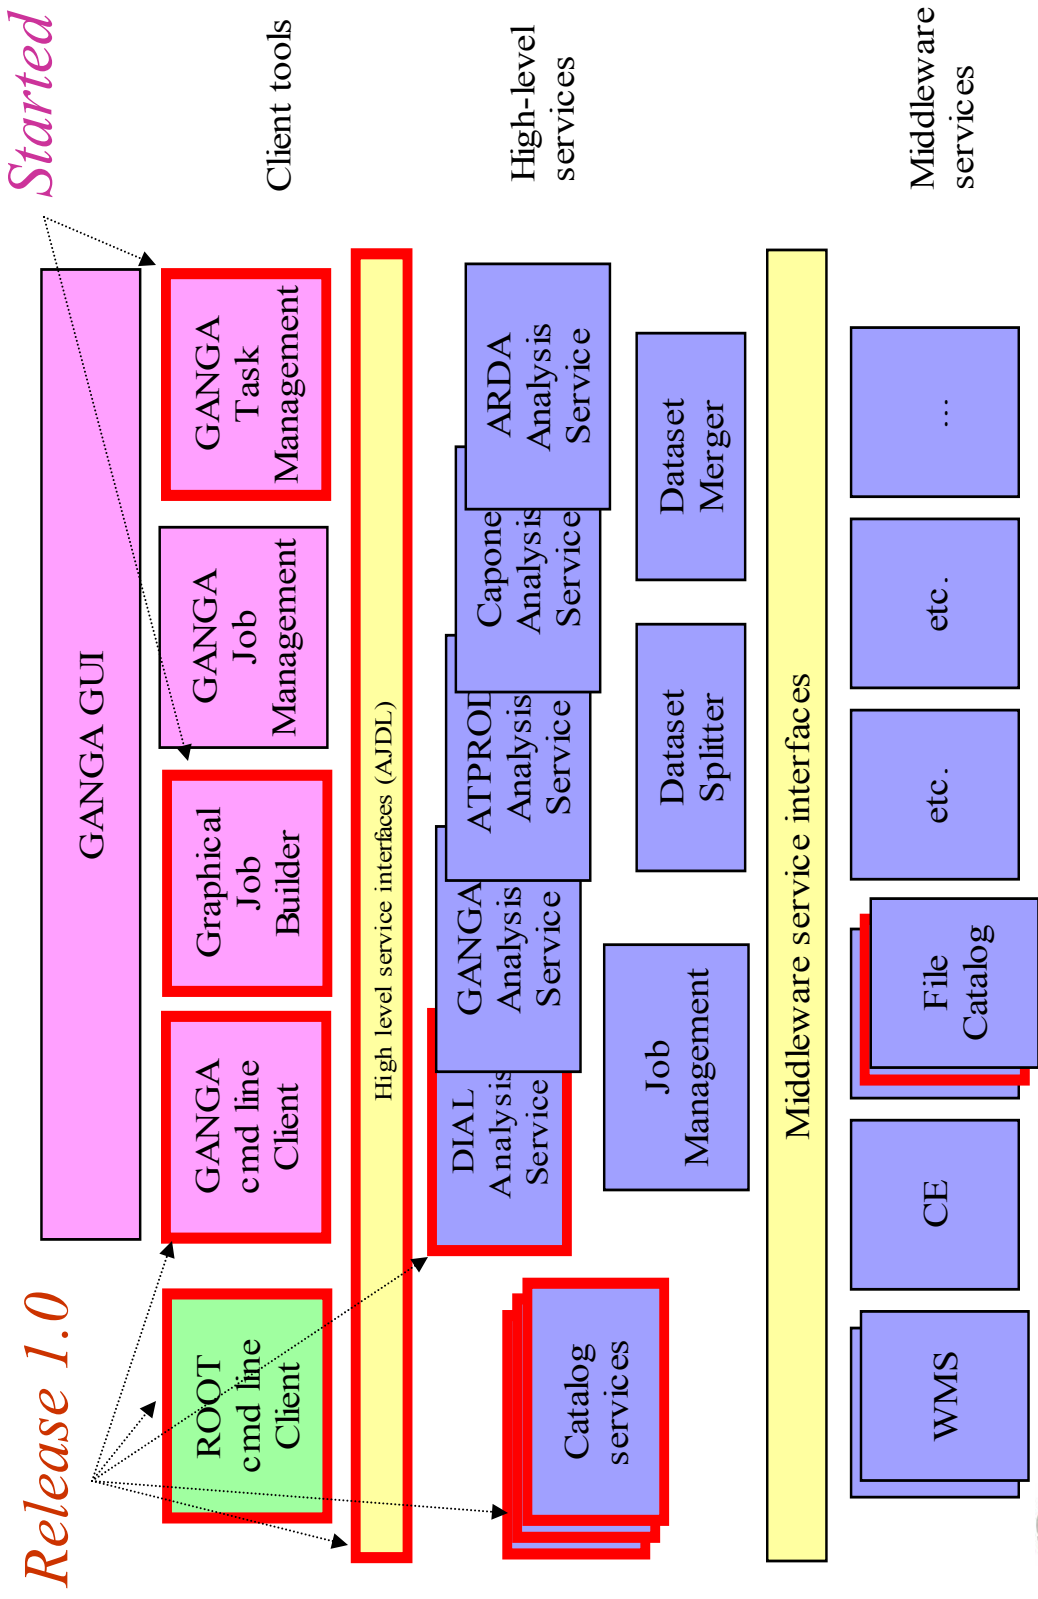 Release 1.0
Started
GANGA GUI
ROOT
cmd line
Client
GANGA
cmd line
Client
Graphical
Job
Builder
GANGA
Job
Management
GANGA
Task
Management
Client tools
High level service interfaces (AJDL)
Catalog
services
DIAL
Analysis
Service
GANGA
Analysis
Service
ATPROD
Analysis
Service
Capone
Analysis
Service
ARDA
Analysis
Service
High-level
services
Job
Management
Dataset
Splitter
Dataset
Merger
Middleware service interfaces
WMS
CE
File
Catalog
etc.
etc.
...
Middleware
services